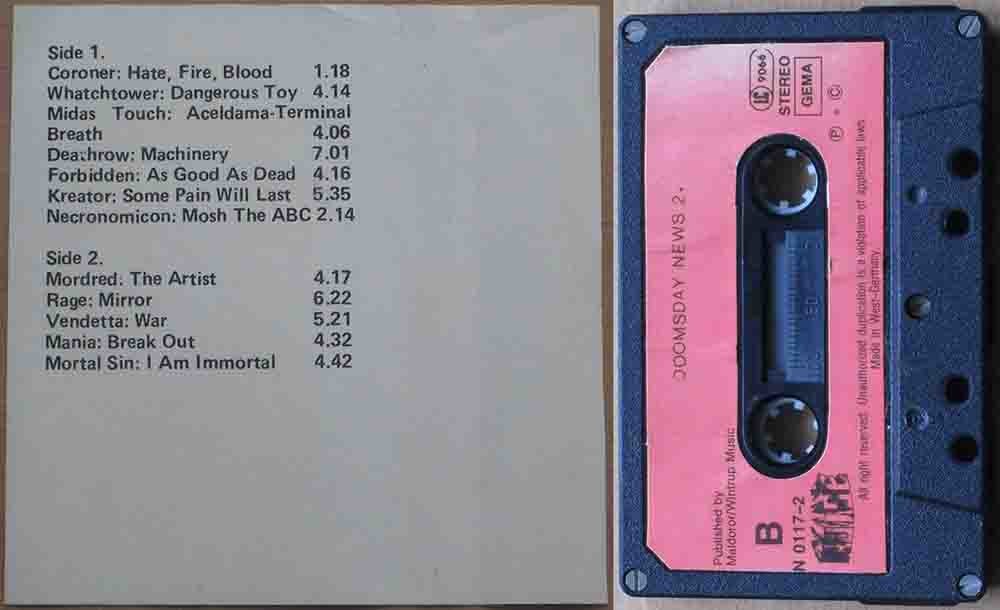 Side 1.
Coroner: Hate, Fire, Blood 1.18
Whatchtower: Dangerous Toy 4.14
Midas Touch: Aceldama-Terminal
Breath 4.06
Deathrow: Machinery 7.01
Forbidden: As Good As Dead 4.16
Kreator: Some Pain Will Last 5.35
Necronomicon: Mosh The ABC 2.14
Side 2.
Mordred: The Artist 4.17
Rage: Mirror 6.22
Vendetta: War 5.21
Mania: Break Out 4.32
Mortal Sin: I Am Immortal 4.42
LC 9066
STEREO
GEMA
Ⓟ + ©
DOOMSDAY NEWS 2.
Published by
Maldoror/Wintrup Music
B
N 0117-2
All right reserved. Unauthorized duplication is a violation of applicable laws
Made in West-Germany